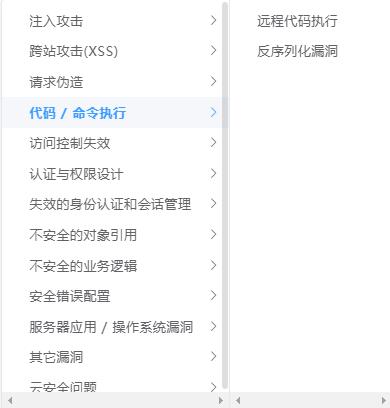 注入攻击
跨站攻击(XSS)
请求伪造
代码 / 命令执行
访问控制失效
认证与权限设计
失效的身份认证和会话管理
不安全的对象引用
不安全的业务逻辑
安全错误配置
服务器应用 / 操作系统漏洞
其它漏洞
云安全问题
远程代码执行
反序列化漏洞